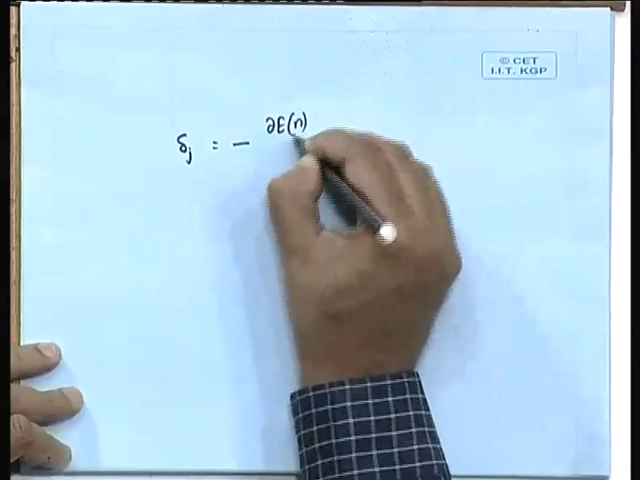 © CET
I.I.T. KGP
δj = − ∂E(n)